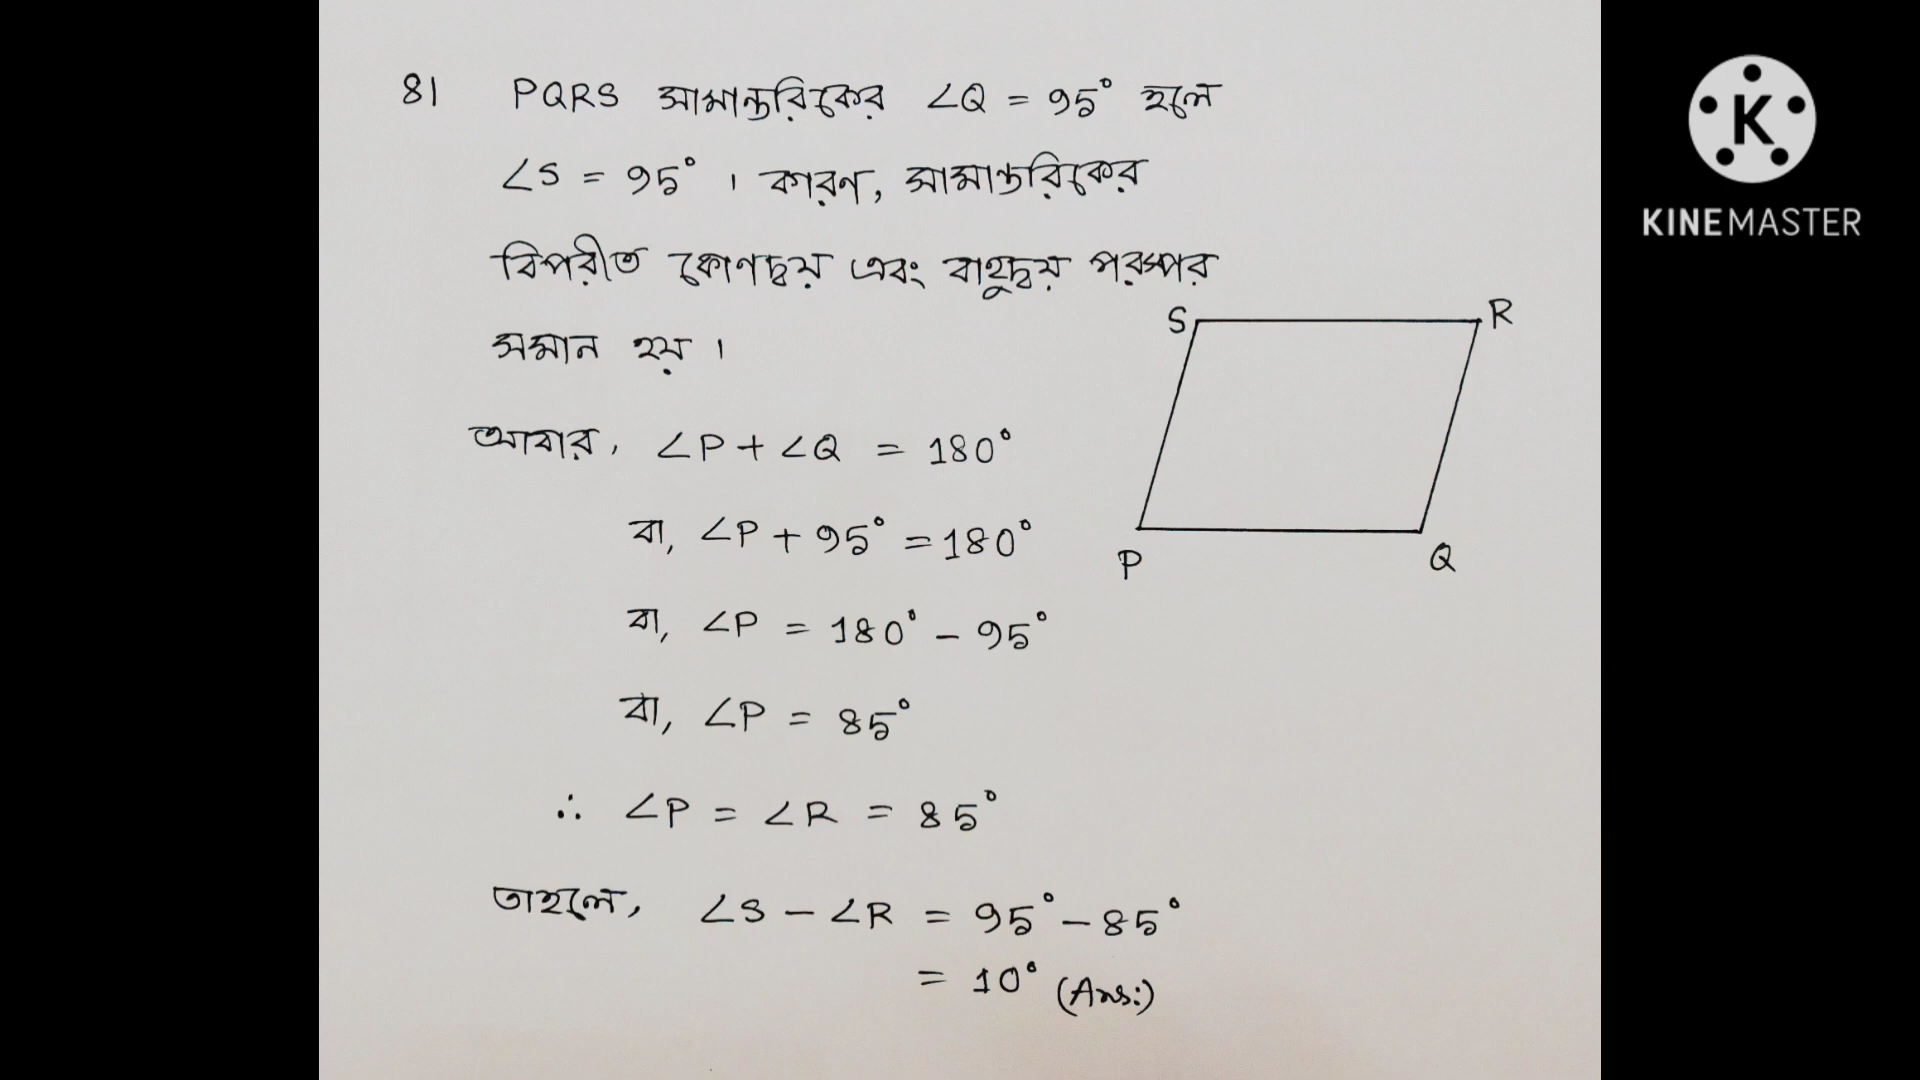 8। PQRS সামান্তরিকের ∠Q = 95° হলে
∠S = 95° । কারণ, সামান্তরিকের
বিপরীত কোণদ্বয় এবং বাহুদ্বয় পরস্পর
সমান হয় ।
আবার, ∠P + ∠Q = 180°
বা, ∠P + 95° = 180°
বা, ∠P = 180° - 95°
বা, ∠P = 85°
∴ ∠P = ∠R = 85°
তাহলে, ∠S - ∠R = 95° - 85°
= 10° (Ans:)
S R
P Q
K
KINEMASTER